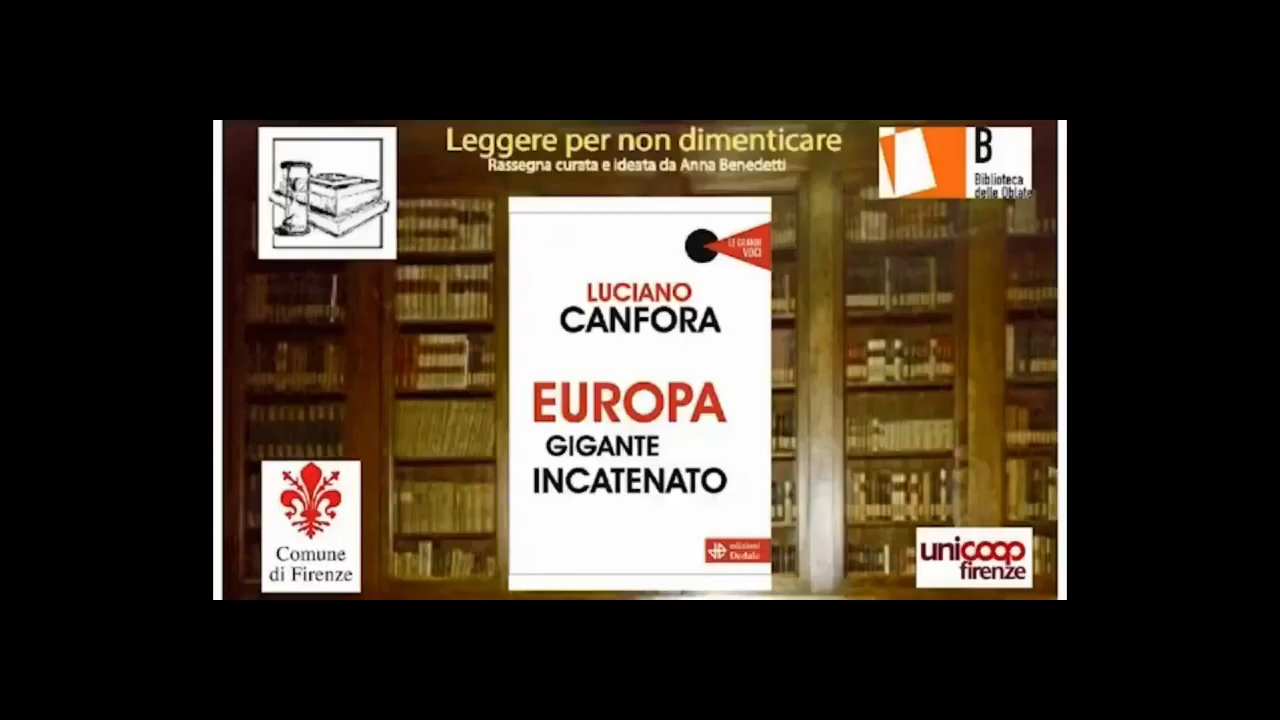 Leggere per non dimenticare
Rassegna curata e ideata da Anna Benedetti
B
Biblioteca
delle Oblate
LE GRANDI
VOCI
LUCIANO
CANFORA
EUROPA
GIGANTE
INCATENATO
edizioni
Dedalo
Comune
di Firenze
unicoop
firenze